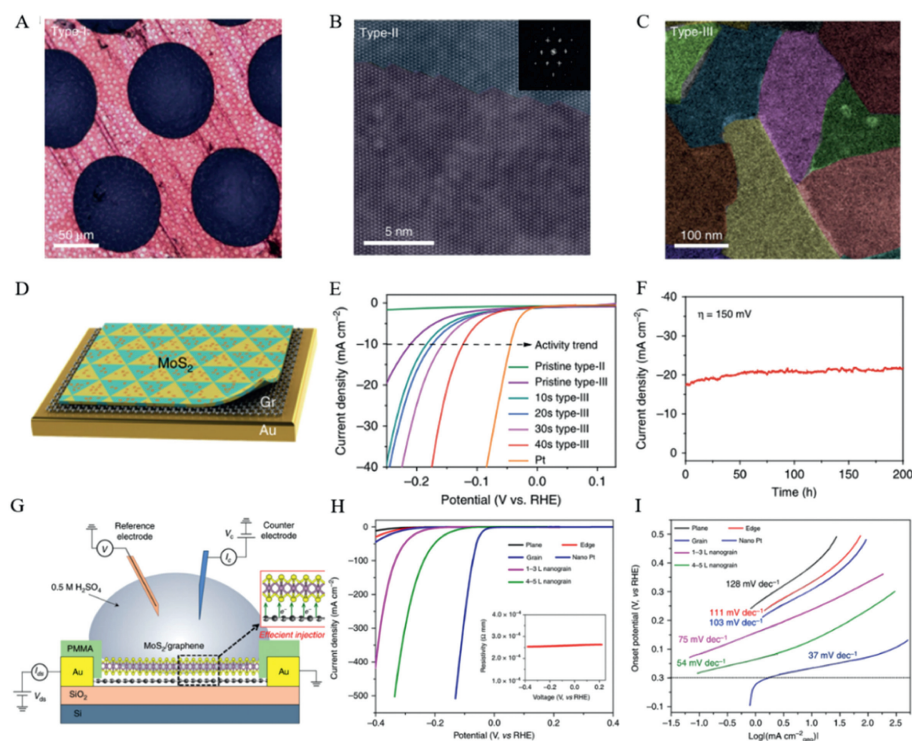 A
Type-I
50 μm
B
Type-II
5 nm
C
Type-III
100 nm
D
MoS2
Gr
Au
E
Current density (mA cm−2)
0
−10
−20
−30
−40
Activity trend
Pristine type-II
Pristine type-III
10s type-III
20s type-III
30s type-III
40s type-III
Pt
−0.2
−0.1
0.0
0.1
Potential (V vs. RHE)
F
Current density (mA cm−2)
-40
-30
-20
−10
0
η = 150 mV
0
50
100
150
200
Time (h)
G
Reference electrode
Counter electrode
V
Vc
Ic
0.5 M H2SO4
MoS2/graphene
e−
e−
Effecient injection
PMMA
Au
Au
Ids
Vds
SiO2
Si
H
Current density (mA cm−2)
0
-100
-200
-300
-400
-500
Plane
Edge
Grain
Nano Pt
1–3 L nanograin
4–5 L nanograin
Resistivity (Ω mm)
Voltage (V, vs RHE)
−0.4
−0.2
0.0
0.2
0.4
Potential (V, vs RHE)
I
Onset potential (V, vs RHE)
0.5
0.4
0.3
0.2
0.1
0.3
−0.1
Plane
Edge
Grain
Nano Pt
1–3 L nanograin
4–5 L nanograin
128 mV dec−1
111 mV dec−1
103 mV dec−1
75 mV dec−1
54 mV dec−1
37 mV dec−1
−1.5
−1.0
−0.5
0.0
0.5
1.0
1.5
2.0
2.5